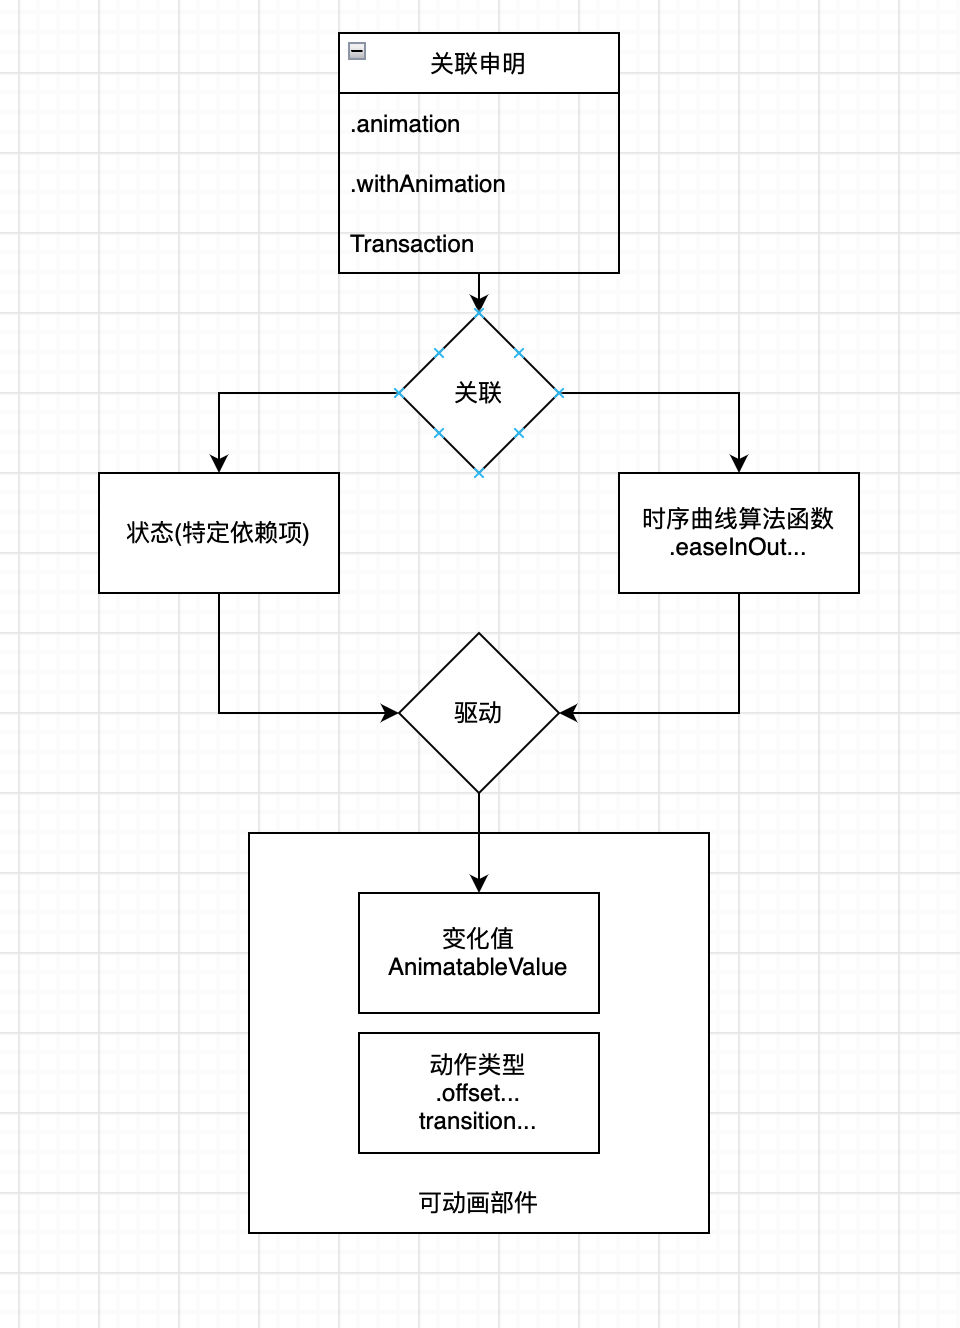 关联申明
.animation
.withAnimation
Transaction
关联
状态(特定依赖项)
时序曲线算法函数
.easeInOut...
驱动
变化值
AnimatableValue
动作类型
.offset...
transition...
可动画部件